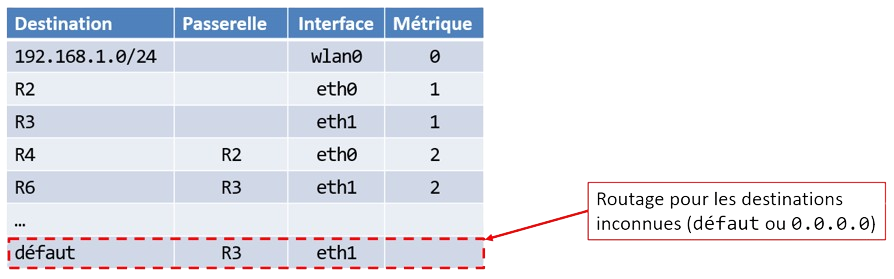 Destination Passerelle Interface Métrique
192.168.1.0/24 wlan0 0
R2 eth0 1
R3 eth1 1
R4 R2 eth0 2
R6 R3 eth1 2
…
défaut R3 eth1
Routage pour les destinations
inconnues (défaut ou 0.0.0.0)